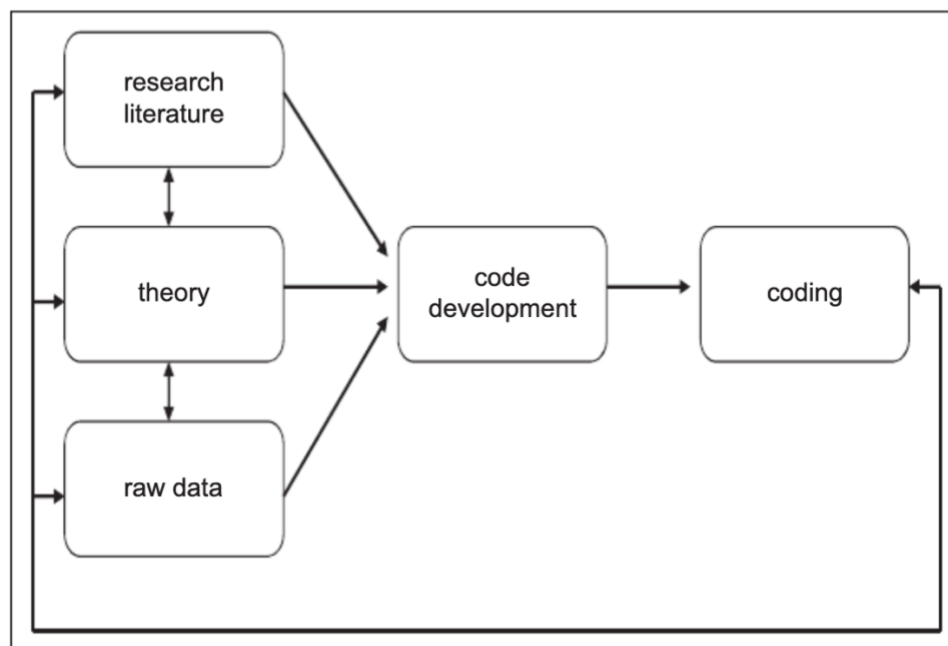 research
literature
theory
code
development
coding
raw data